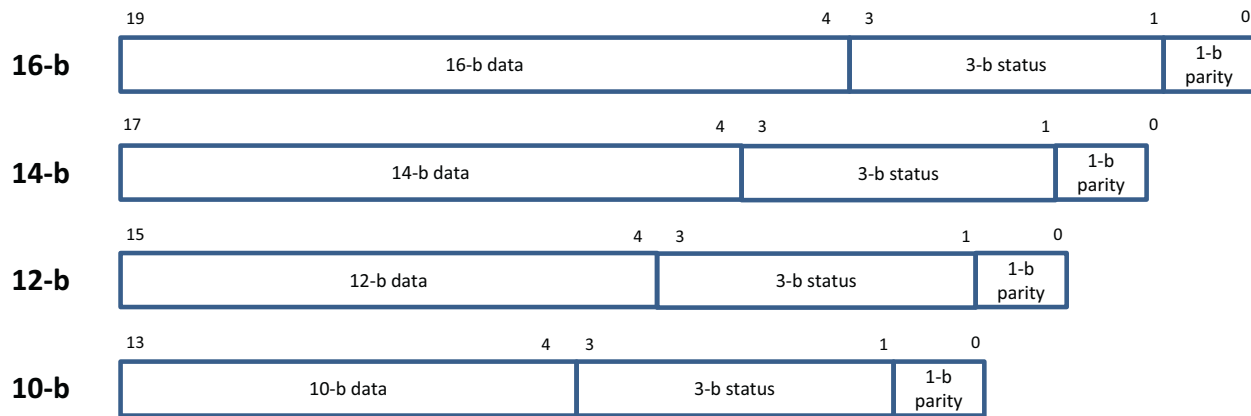 19 4 3 1 0
16-b 16-b data 3-b status 1-b
parity
17 4 3 1 0
14-b 14-b data 3-b status 1-b
parity
15 4 3 1 0
12-b 12-b data 3-b status 1-b
parity
13 4 3 1 0
10-b 10-b data 3-b status 1-b
parity